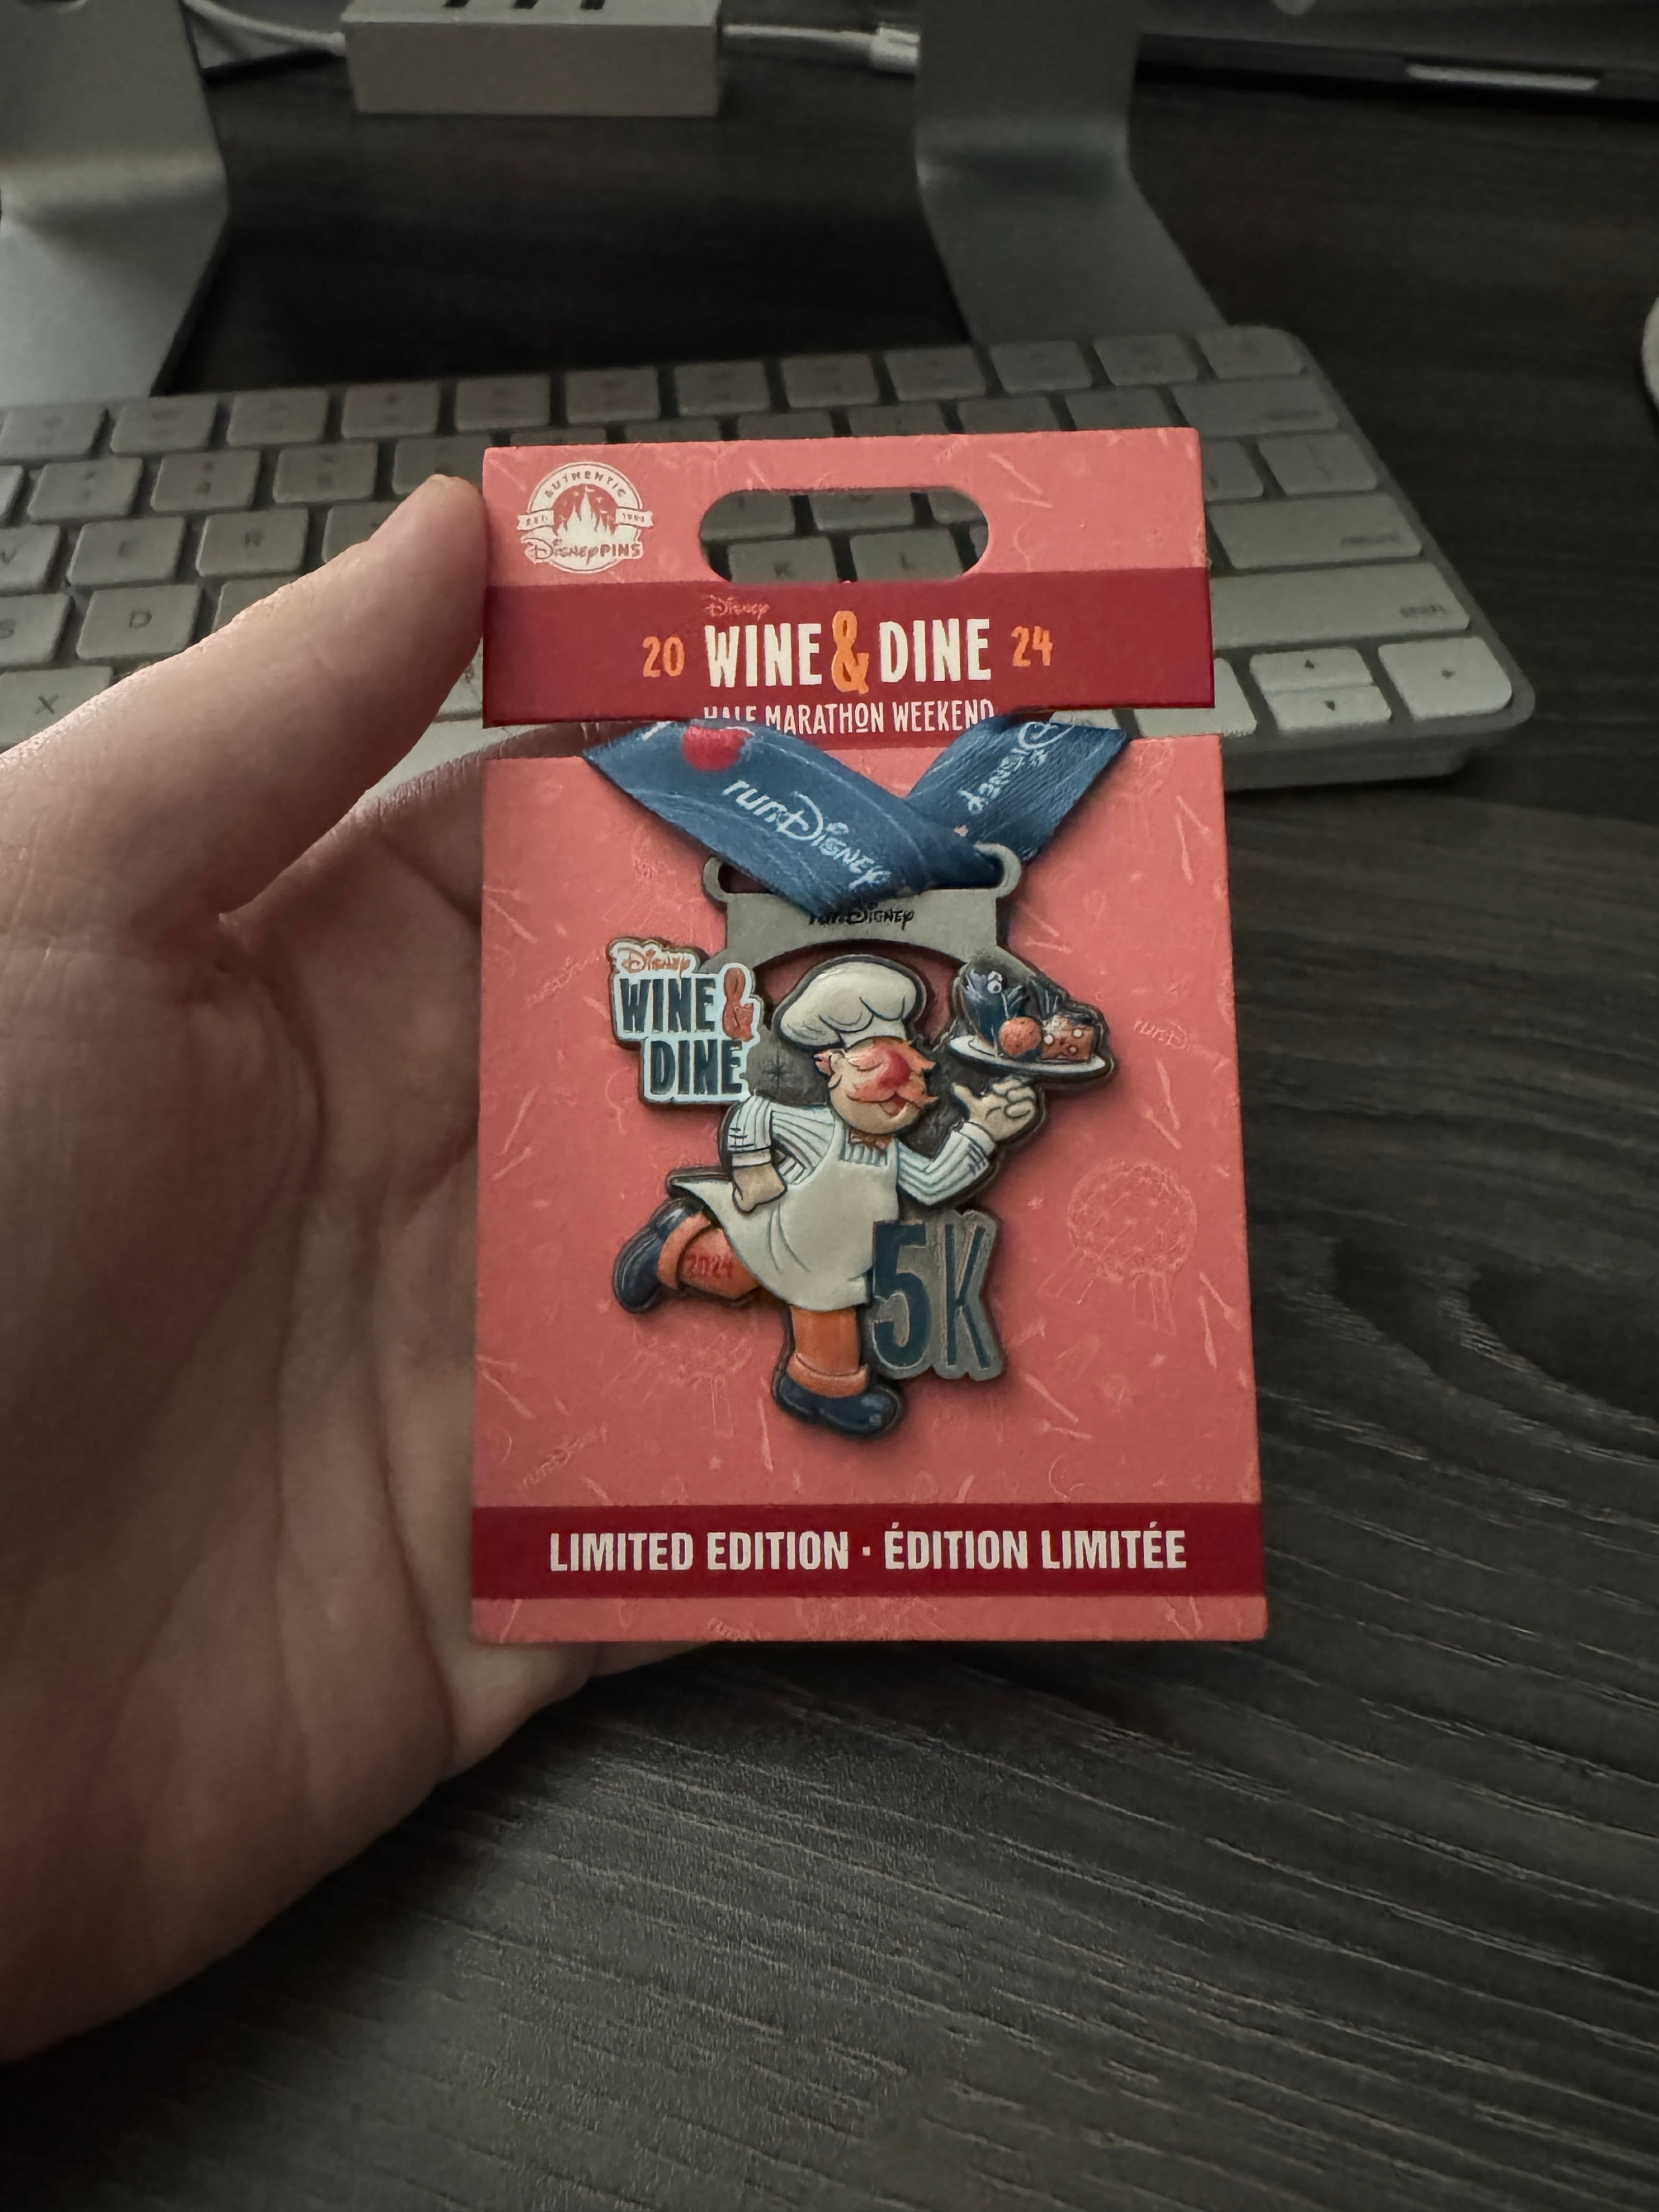 AUTHENTIC
EST. 1999
Disney PINS
Disney
20 WINE & DINE 24
HALF MARATHON WEEKEND
runDisney
Disney
runDisney
Disney
WINE &
DINE
2024
5K
LIMITED EDITION · ÉDITION LIMITÉE
E
R
D
X
K
L